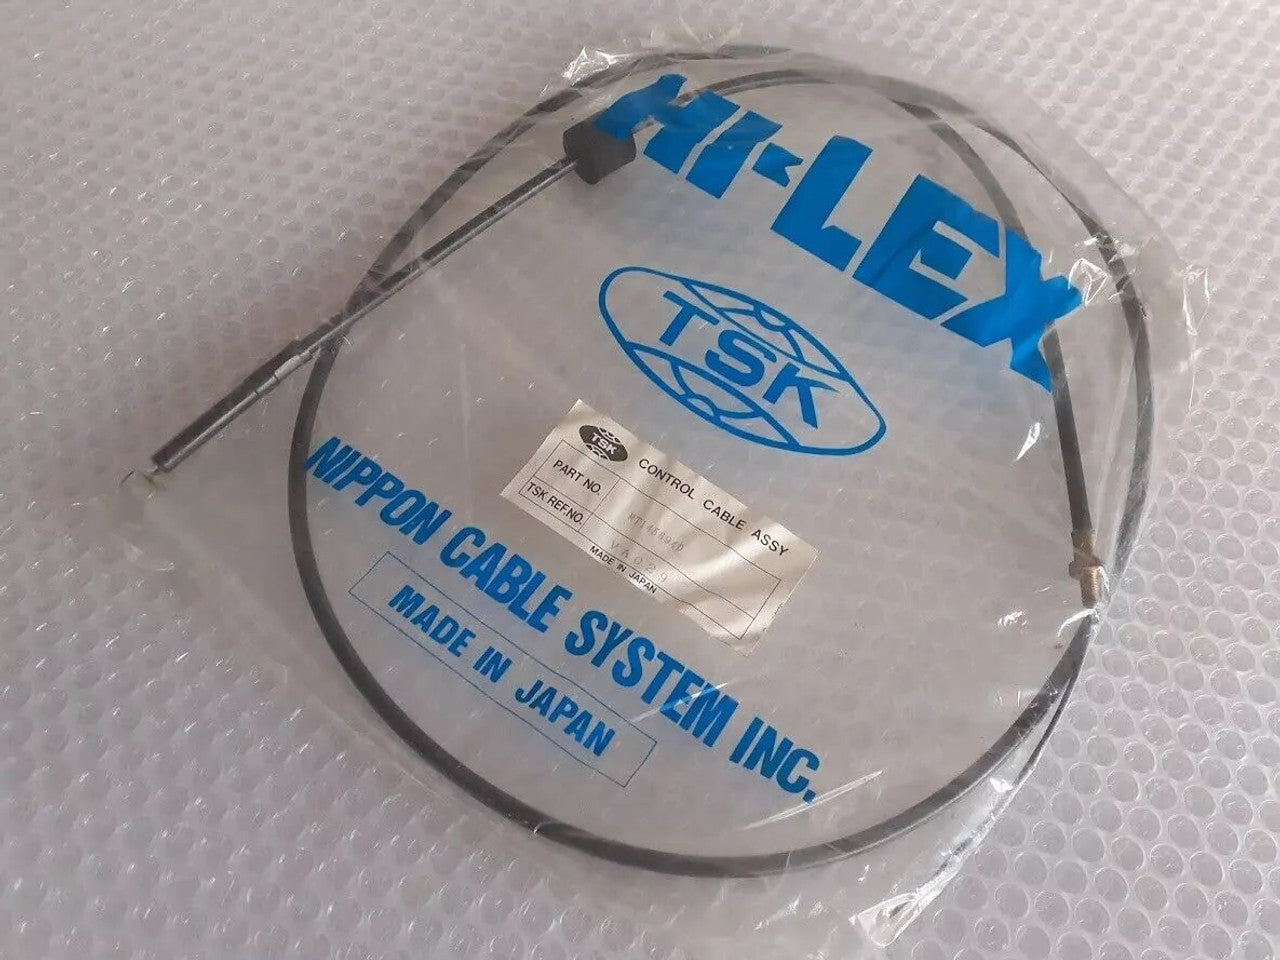 HI-LEX
TSK
TSK CONTROL CABLE ASSY
PART NO.
TSK REF.NO. VA029
MADE IN JAPAN
NIPPON CABLE SYSTEM INC.
MADE IN JAPAN